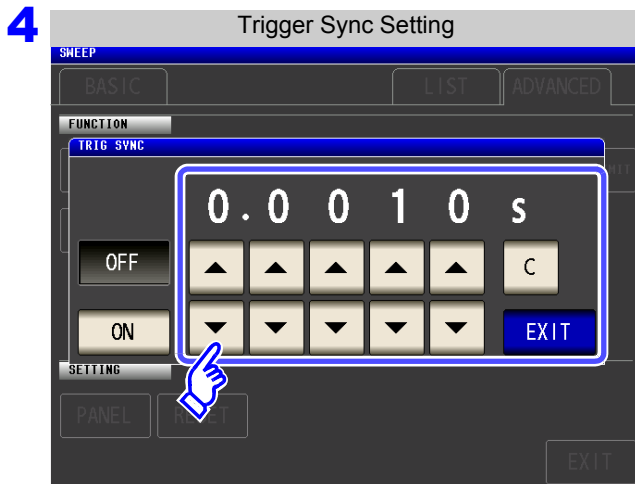 4
Trigger Sync Setting
SWEEP
BASIC LIST ADVANCED
FUNCTION
TRIG SYNC
0.0010 s
OFF C
ON EXIT
SETTING
PANEL RESET
EXIT